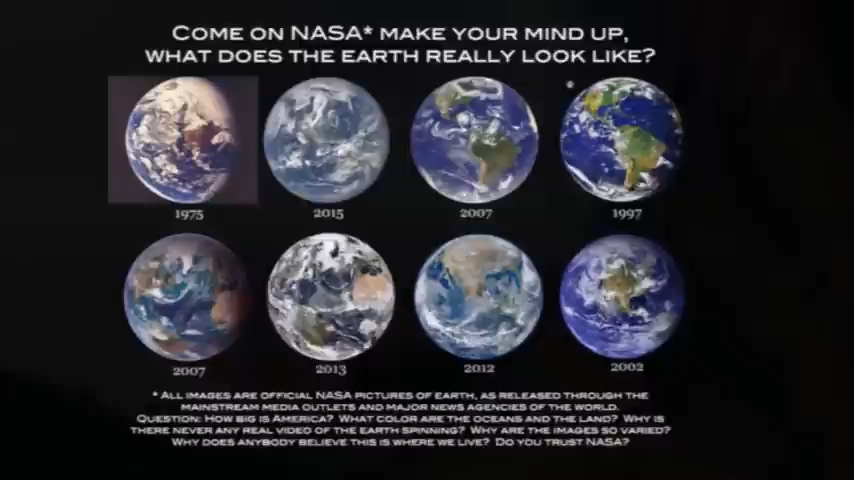 COME ON NASA* MAKE YOUR MIND UP,
WHAT DOES THE EARTH REALLY LOOK LIKE?
*
1975 2015 2007 1997
2007 2013 2012 2002
* ALL IMAGES ARE OFFICIAL NASA PICTURES OF EARTH, AS RELEASED THROUGH THE
MAINSTREAM MEDIA OUTLETS AND MAJOR NEWS AGENCIES OF THE WORLD.
QUESTION: HOW BIG IS AMERICA? WHAT COLOR ARE THE OCEANS AND THE LAND? WHY IS
THERE NEVER ANY REAL VIDEO OF THE EARTH SPINNING? WHY ARE THE IMAGES SO VARIED?
WHY DOES ANYBODY BELIEVE THIS IS WHERE WE LIVE? DO YOU TRUST NASA?